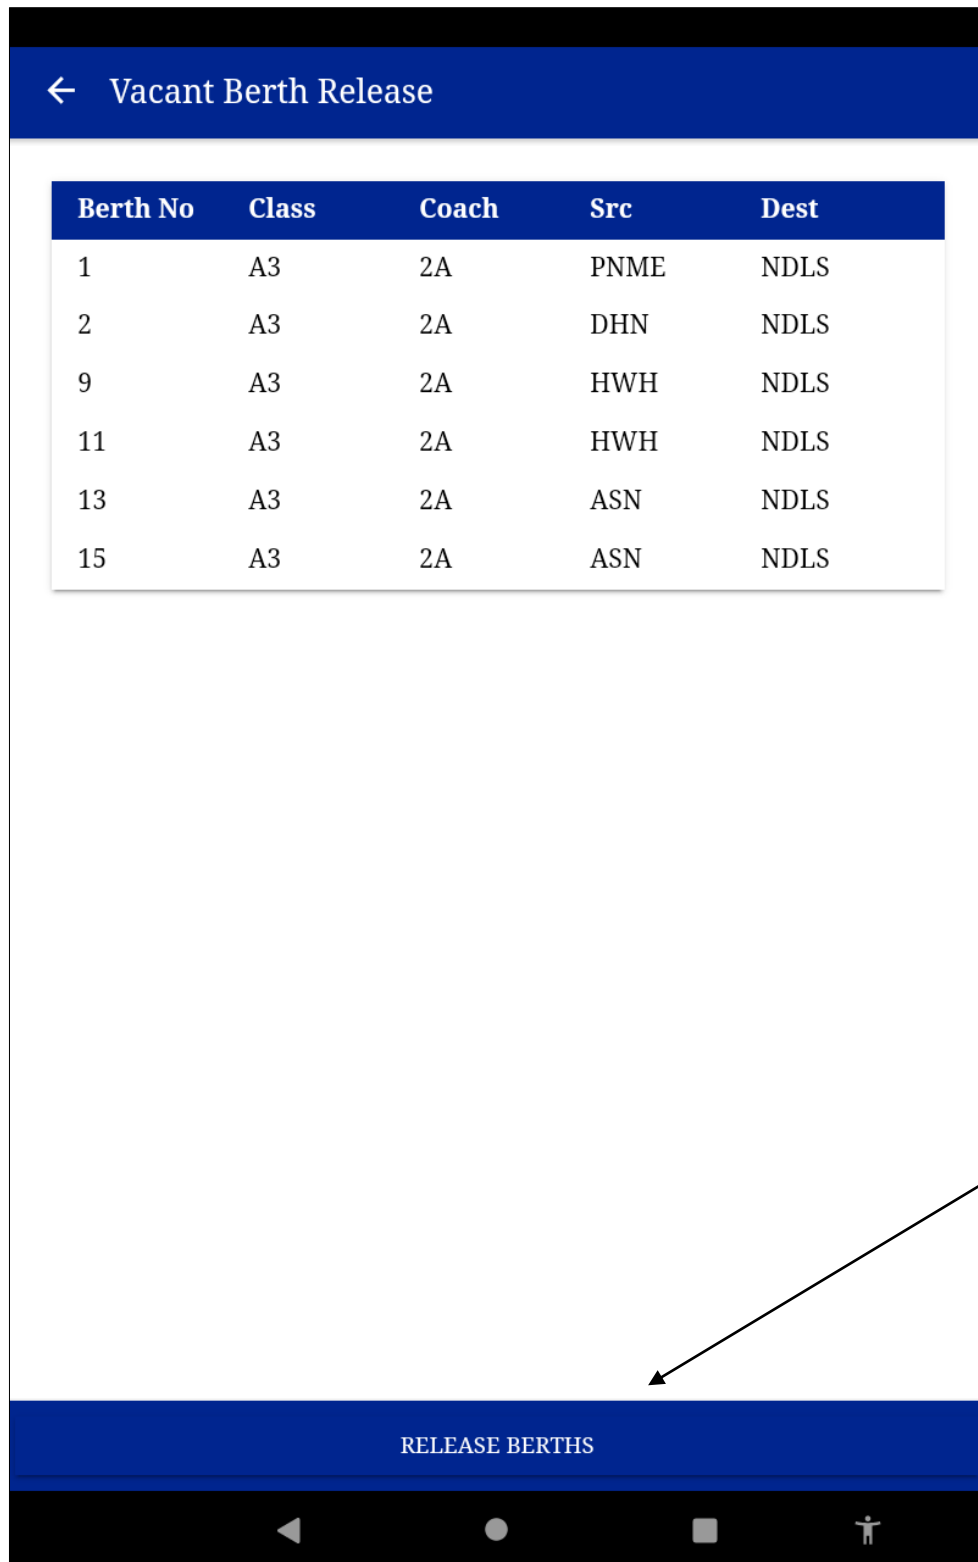 Vacant Berth Release
Berth No Class Coach Src Dest
1 A3 2A PNME NDLS
2 A3 2A DHN NDLS
9 A3 2A HWH NDLS
11 A3 2A HWH NDLS
13 A3 2A ASN NDLS
15 A3 2A ASN NDLS
RELEASE BERTHS